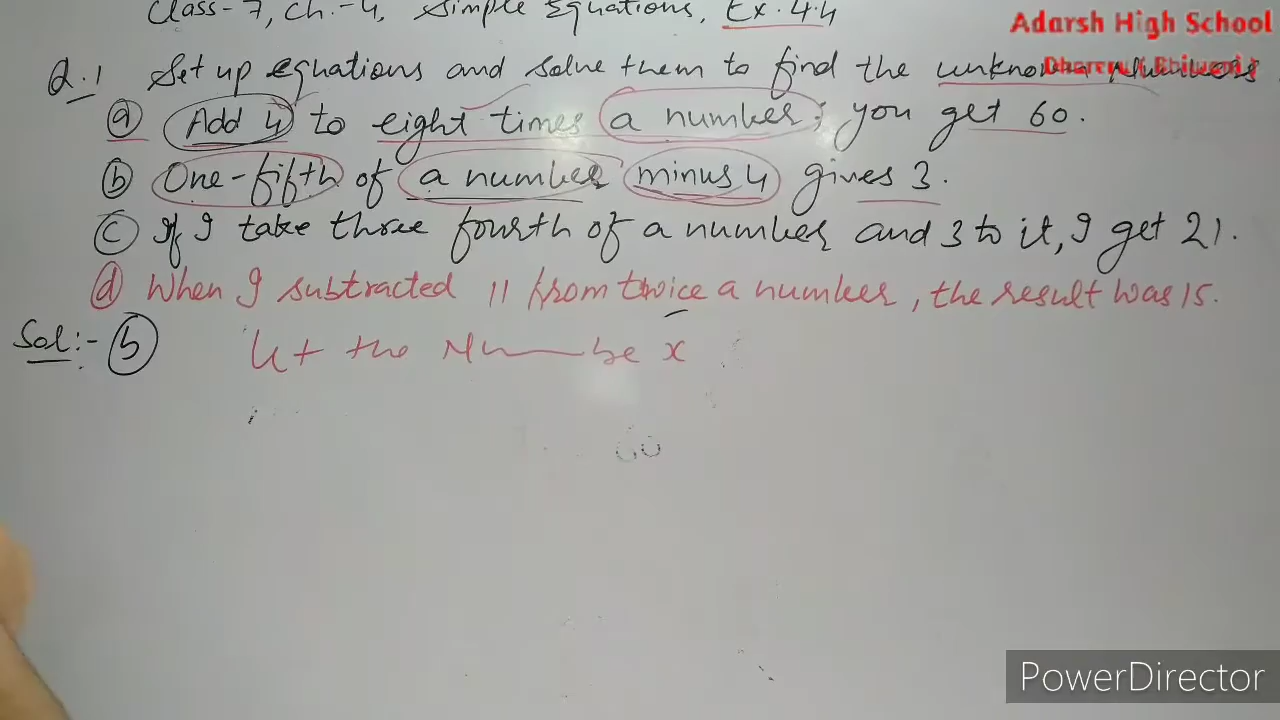 Class-7, Ch.-4, Simple Equations, Ex. 4.4
Adarsh High School
Q.1 Set up equations and solve them to find the unknown
a Add 4 to eight times a number; you get 60.
b One-fifth of a number minus 4 gives 3.
c If I take three fourth of a number and 3 to it, I get 21.
d When I subtracted 11 from twice a number, the result was 15.
Sol:- b Let the be x
PowerDirector